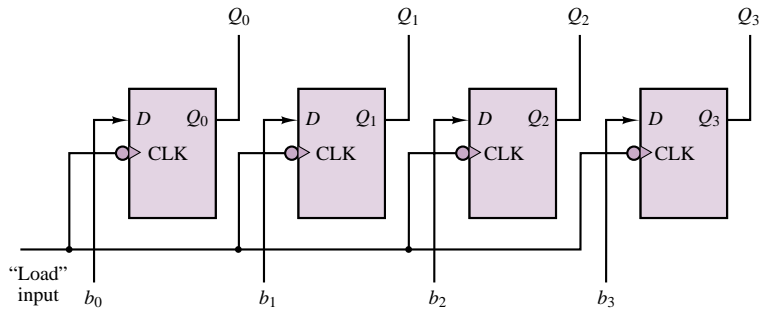 Q0 Q1 Q2 Q3
D Q0 D Q1 D Q2 D Q3
CLK CLK CLK CLK
“Load”
input b0 b1 b2 b3